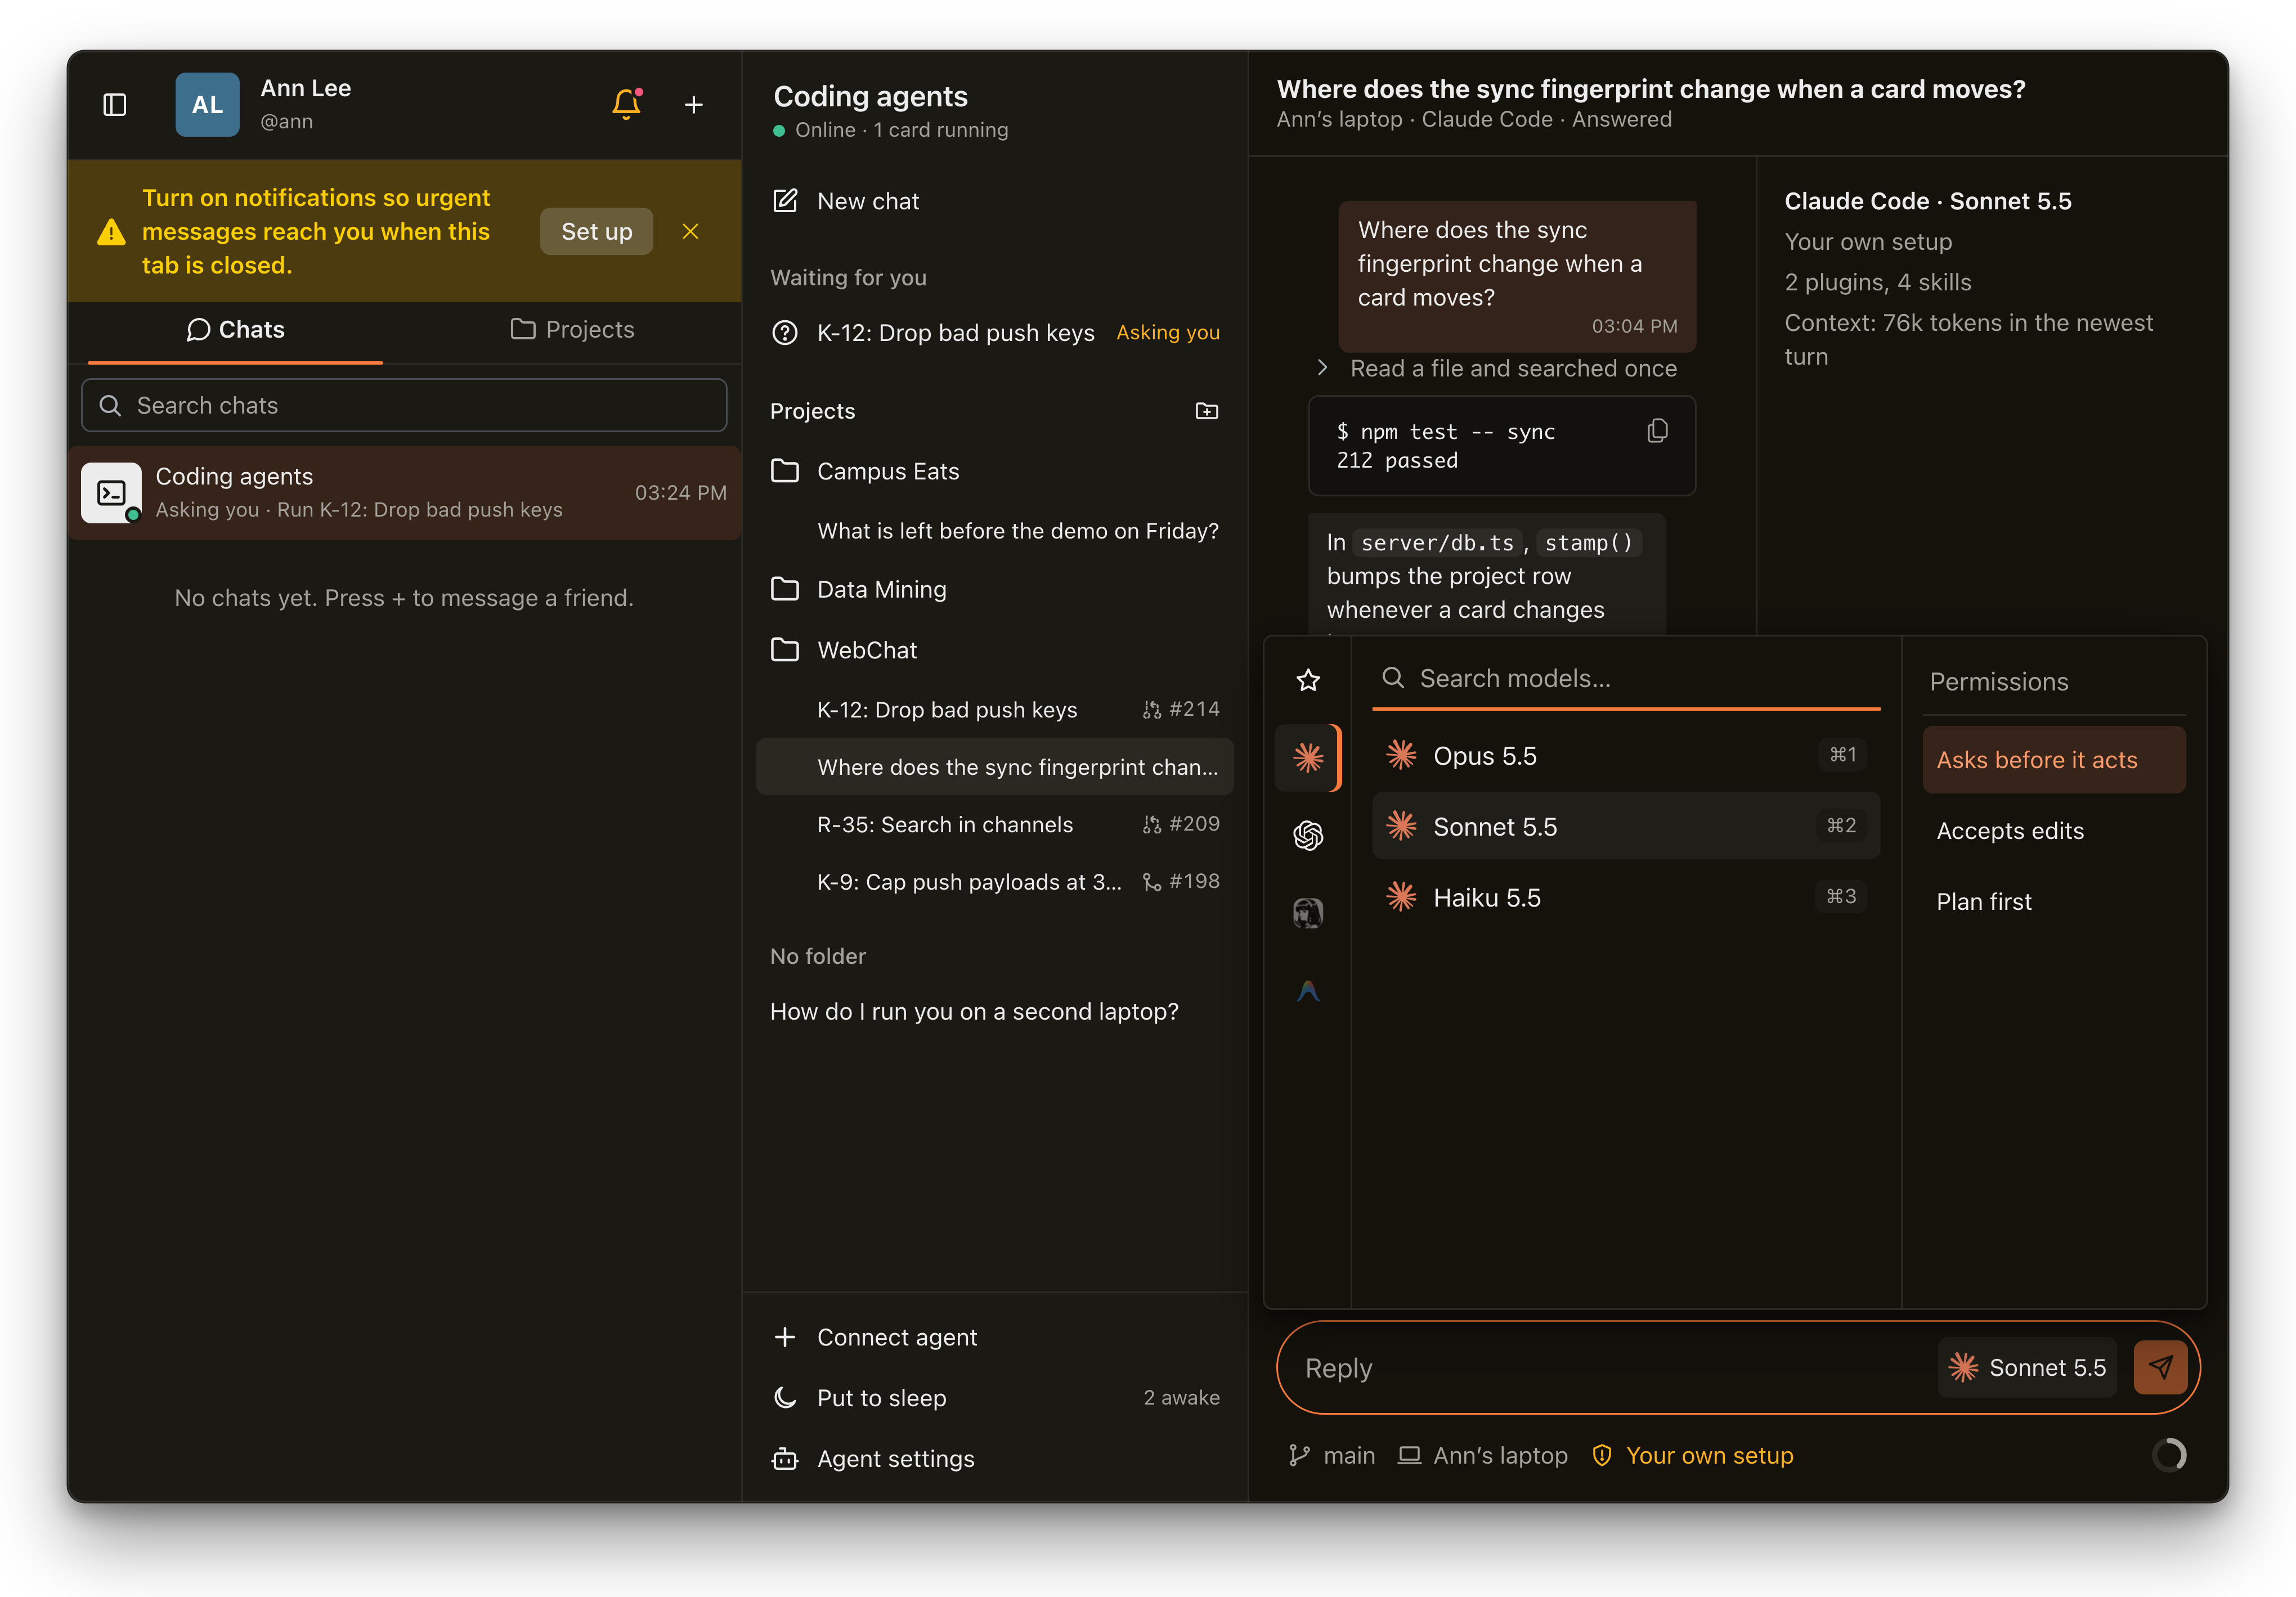 AL
Ann Lee
@ann
Turn on notifications so urgent
messages reach you when this
tab is closed.
Set up
Chats
Projects
Search chats
Coding agents
Asking you · Run K-12: Drop bad push keys
03:24 PM
No chats yet. Press + to message a friend.
Coding agents
Online · 1 card running
New chat
Waiting for you
K-12: Drop bad push keys
Asking you
Projects
Campus Eats
What is left before the demo on Friday?
Data Mining
WebChat
K-12: Drop bad push keys
#214
Where does the sync fingerprint chan...
R-35: Search in channels
#209
K-9: Cap push payloads at 3...
#198
No folder
How do I run you on a second laptop?
Connect agent
Put to sleep
2 awake
Agent settings
Where does the sync fingerprint change when a card moves?
Ann’s laptop · Claude Code · Answered
Where does the sync
fingerprint change when a
card moves?
03:04 PM
Read a file and searched once
$ npm test -- sync
212 passed
In server/db.ts, stamp()
bumps the project row
whenever a card changes
Claude Code · Sonnet 5.5
Your own setup
2 plugins, 4 skills
Context: 76k tokens in the newest
turn
Search models...
Opus 5.5
⌘1
Sonnet 5.5
⌘2
Haiku 5.5
⌘3
Permissions
Asks before it acts
Accepts edits
Plan first
Reply
Sonnet 5.5
main
Ann’s laptop
Your own setup